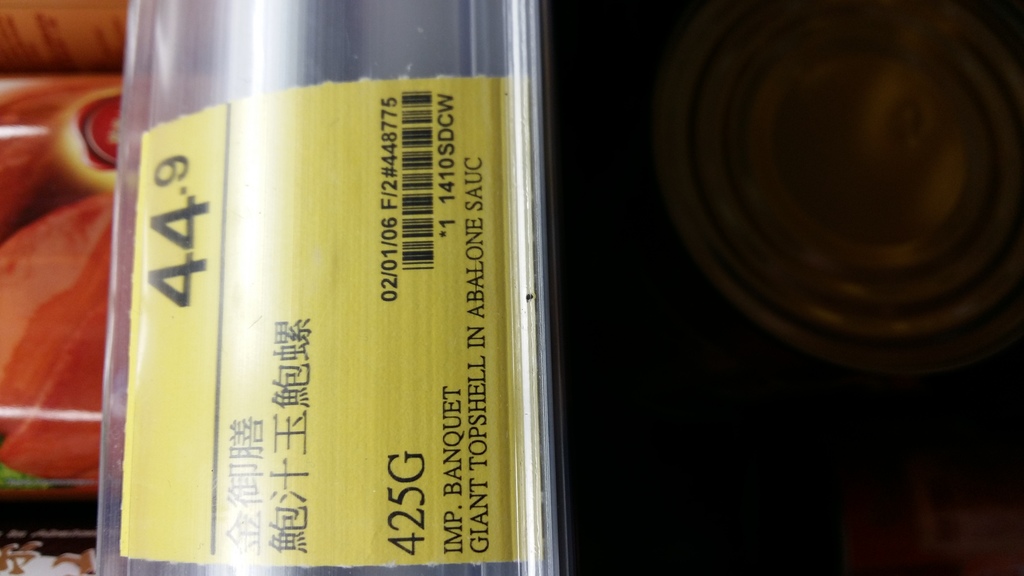 44.9
金御膳
鮑汁玉鮑螺
425G
02/01/06 F/2#448775
*1 1410SDCW
IMP. BANQUET
GIANT TOPSHELL IN ABALONE SAUC